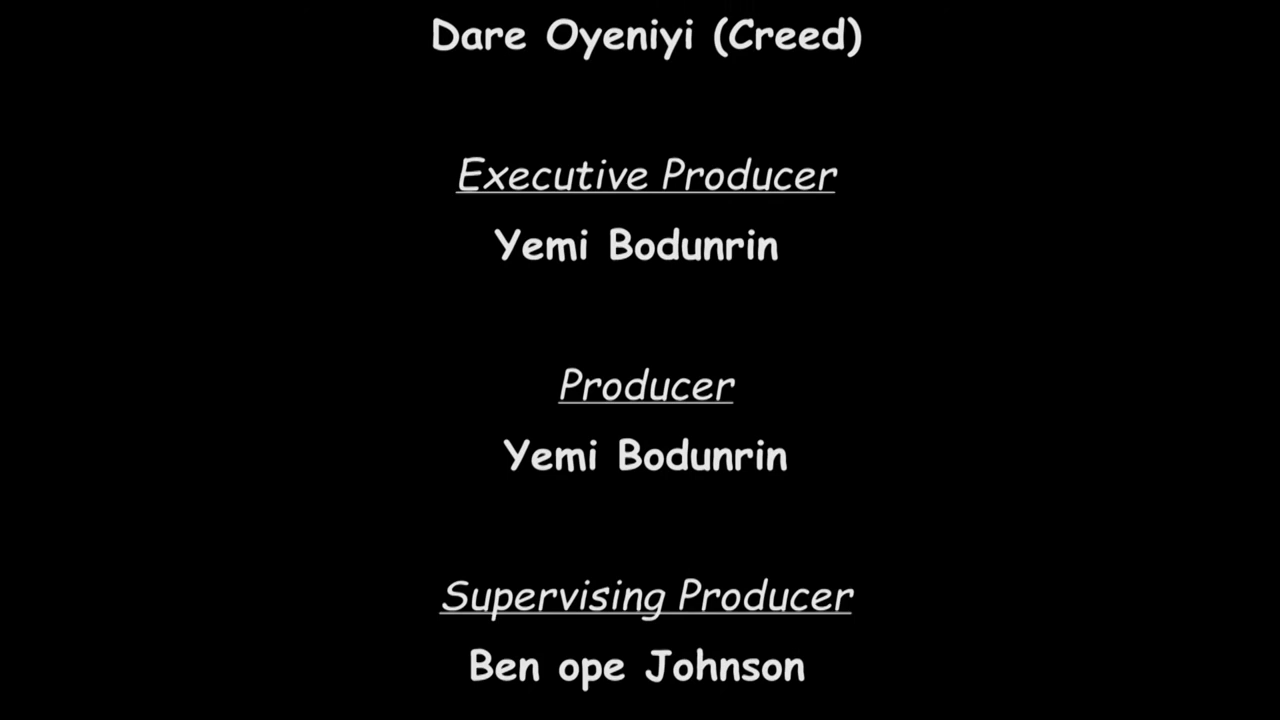 Dare Oyeniyi (Creed)
Executive Producer
Yemi Bodunrin
Producer
Yemi Bodunrin
Supervising Producer
Ben ope Johnson